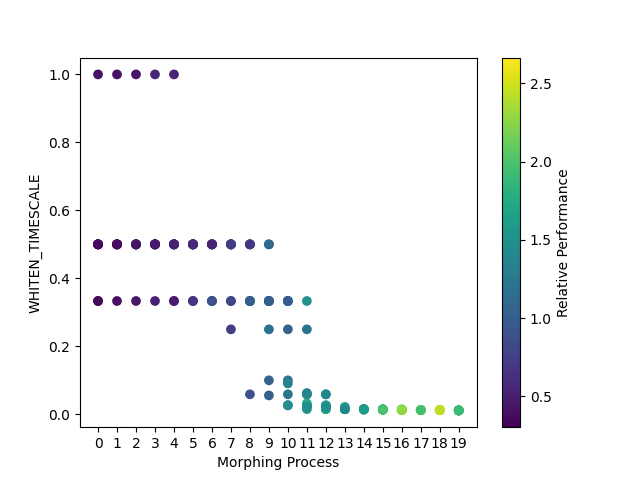 1.0
0.8
0.6
0.4
0.2
0.0
WHITEN_TIMESCALE
0 1 2 3 4 5 6 7 8 9 10 11 12 13 14 15 16 17 18 19
Morphing Process
2.5
2.0
1.5
1.0
0.5
Relative Performance